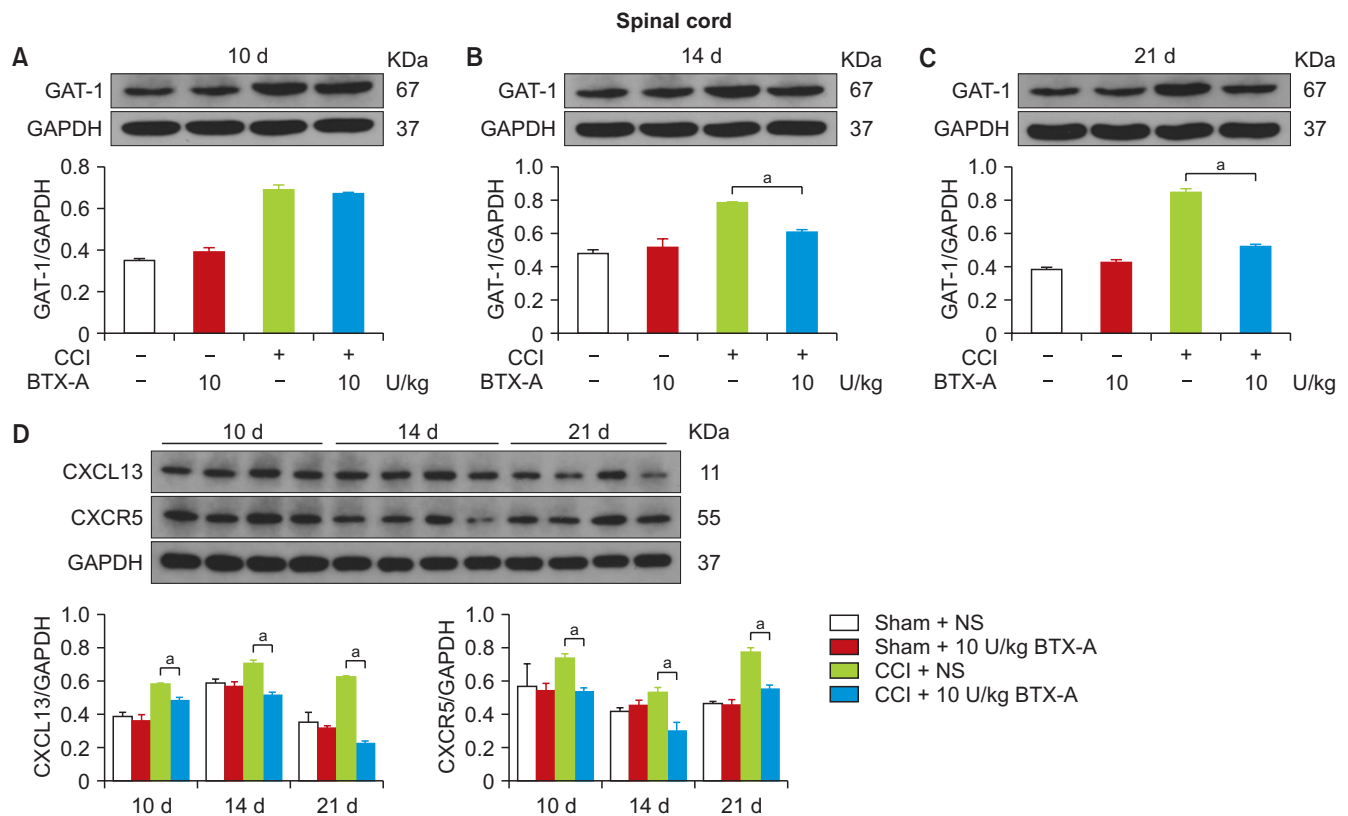 Spinal cord
A
10 d
KDa
GAT-1
67
GAPDH
37
GAT-1/GAPDH
0.8
0.6
0.4
0.2
0
CCI – – + +
BTX-A – 10 – 10 U/kg
B
14 d
KDa
GAT-1
67
GAPDH
37
GAT-1/GAPDH
1.0
0.8
0.6
0.4
0.2
0
a
CCI – – + +
BTX-A – 10 – 10 U/kg
C
21 d
KDa
GAT-1
67
GAPDH
37
GAT-1/GAPDH
1.0
0.8
0.6
0.4
0.2
0
a
CCI – – + +
BTX-A – 10 – 10 U/kg
D
10 d 14 d 21 d KDa
CXCL13 11
CXCR5 55
GAPDH 37
CXCL13/GAPDH
1.0
0.8
0.6
0.4
0.2
0
a a a
10 d 14 d 21 d
CXCR5/GAPDH
1.0
0.8
0.6
0.4
0.2
0
a a a
10 d 14 d 21 d
Sham + NS
Sham + 10 U/kg BTX-A
CCI + NS
CCI + 10 U/kg BTX-A